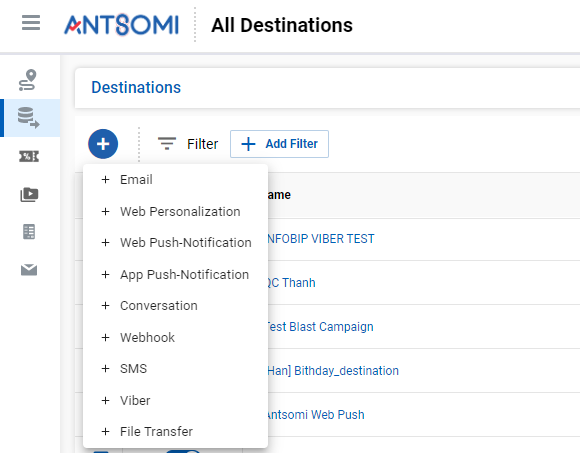 ANTSOMI
All Destinations
Destinations
Filter
Add Filter
Email
Web Personalization
Web Push-Notification
App Push-Notification
Conversation
Webhook
SMS
Viber
File Transfer
ame
NFOBIP VIBER TEST
QC Thanh
Test Blast Campaign
Han] Bithday_destination
Antsomi Web Push